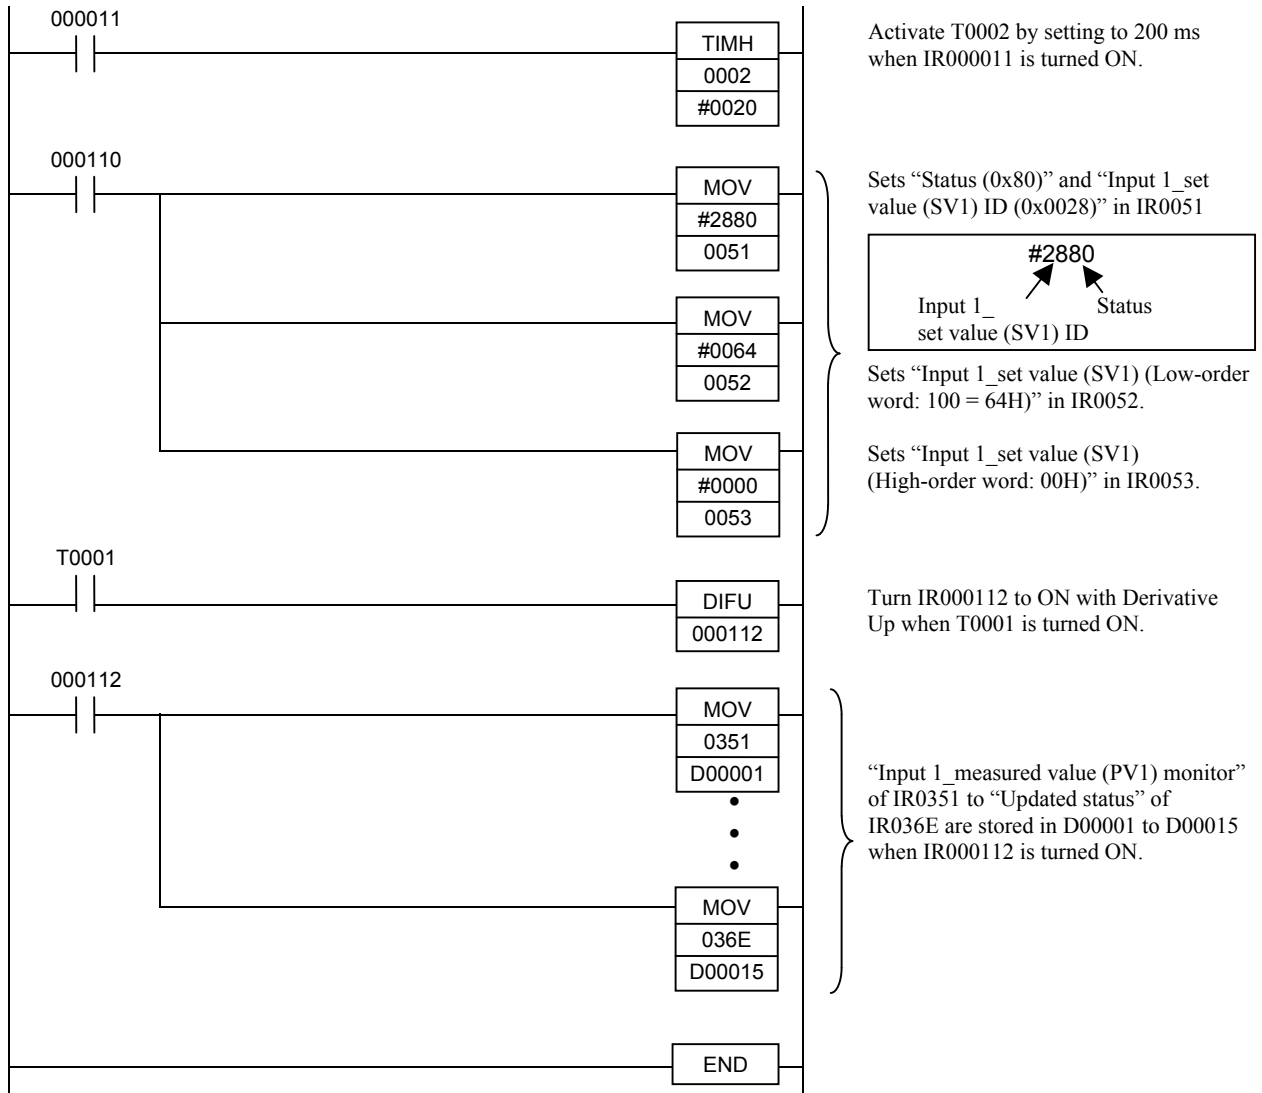 000011
TIMH
0002
#0020
Activate T0002 by setting to 200 ms
when IR000011 is turned ON.
000110
MOV
#2880
0051
Sets “Status (0x80)” and “Input 1_set
value (SV1) ID (0x0028)” in IR0051
#2880
Input 1_ Status
set value (SV1) ID
MOV
#0064
0052
Sets “Input 1_set value (SV1) (Low-order
word: 100 = 64H)” in IR0052.
MOV
#0000
0053
Sets “Input 1_set value (SV1)
(High-order word: 00H)” in IR0053.
T0001
DIFU
000112
Turn IR000112 to ON with Derivative
Up when T0001 is turned ON.
000112
MOV
0351
D00001
“Input 1_measured value (PV1) monitor”
of IR0351 to “Updated status” of
IR036E are stored in D00001 to D00015
when IR000112 is turned ON.
MOV
036E
D00015
END